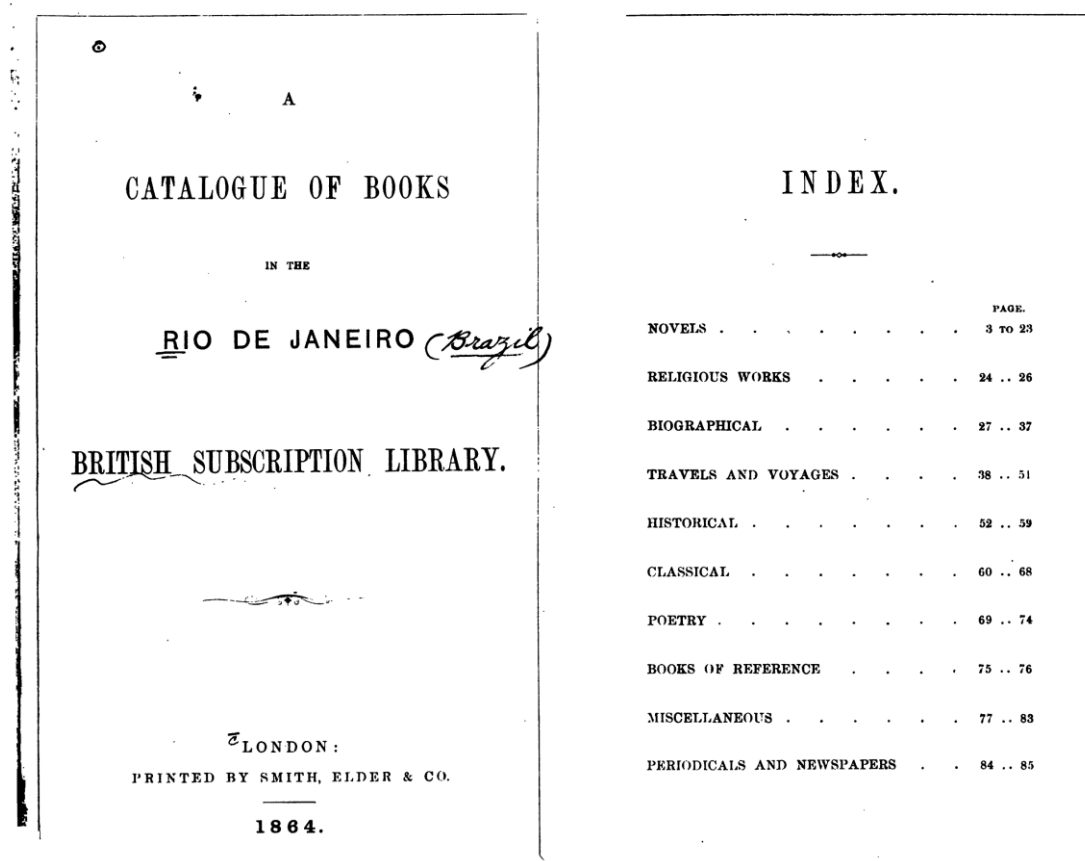 A
CATALOGUE OF BOOKS
IN THE
RIO DE JANEIRO (Brazil)
BRITISH SUBSCRIPTION LIBRARY.
LONDON:
PRINTED BY SMITH, ELDER & CO.
1864.
INDEX.
PAGE.
NOVELS . . . . . . . . 3 TO 23
RELIGIOUS WORKS . . . . . 24 .. 26
BIOGRAPHICAL . . . . . . 27 .. 37
TRAVELS AND VOYAGES . . . . 38 .. 51
HISTORICAL . . . . . . . 52 .. 59
CLASSICAL . . . . . . . 60 .. 68
POETRY . . . . . . . . 69 .. 74
BOOKS OF REFERENCE . . . . 75 .. 76
MISCELLANEOUS . . . . . . 77 .. 83
PERIODICALS AND NEWSPAPERS . . 84 .. 85